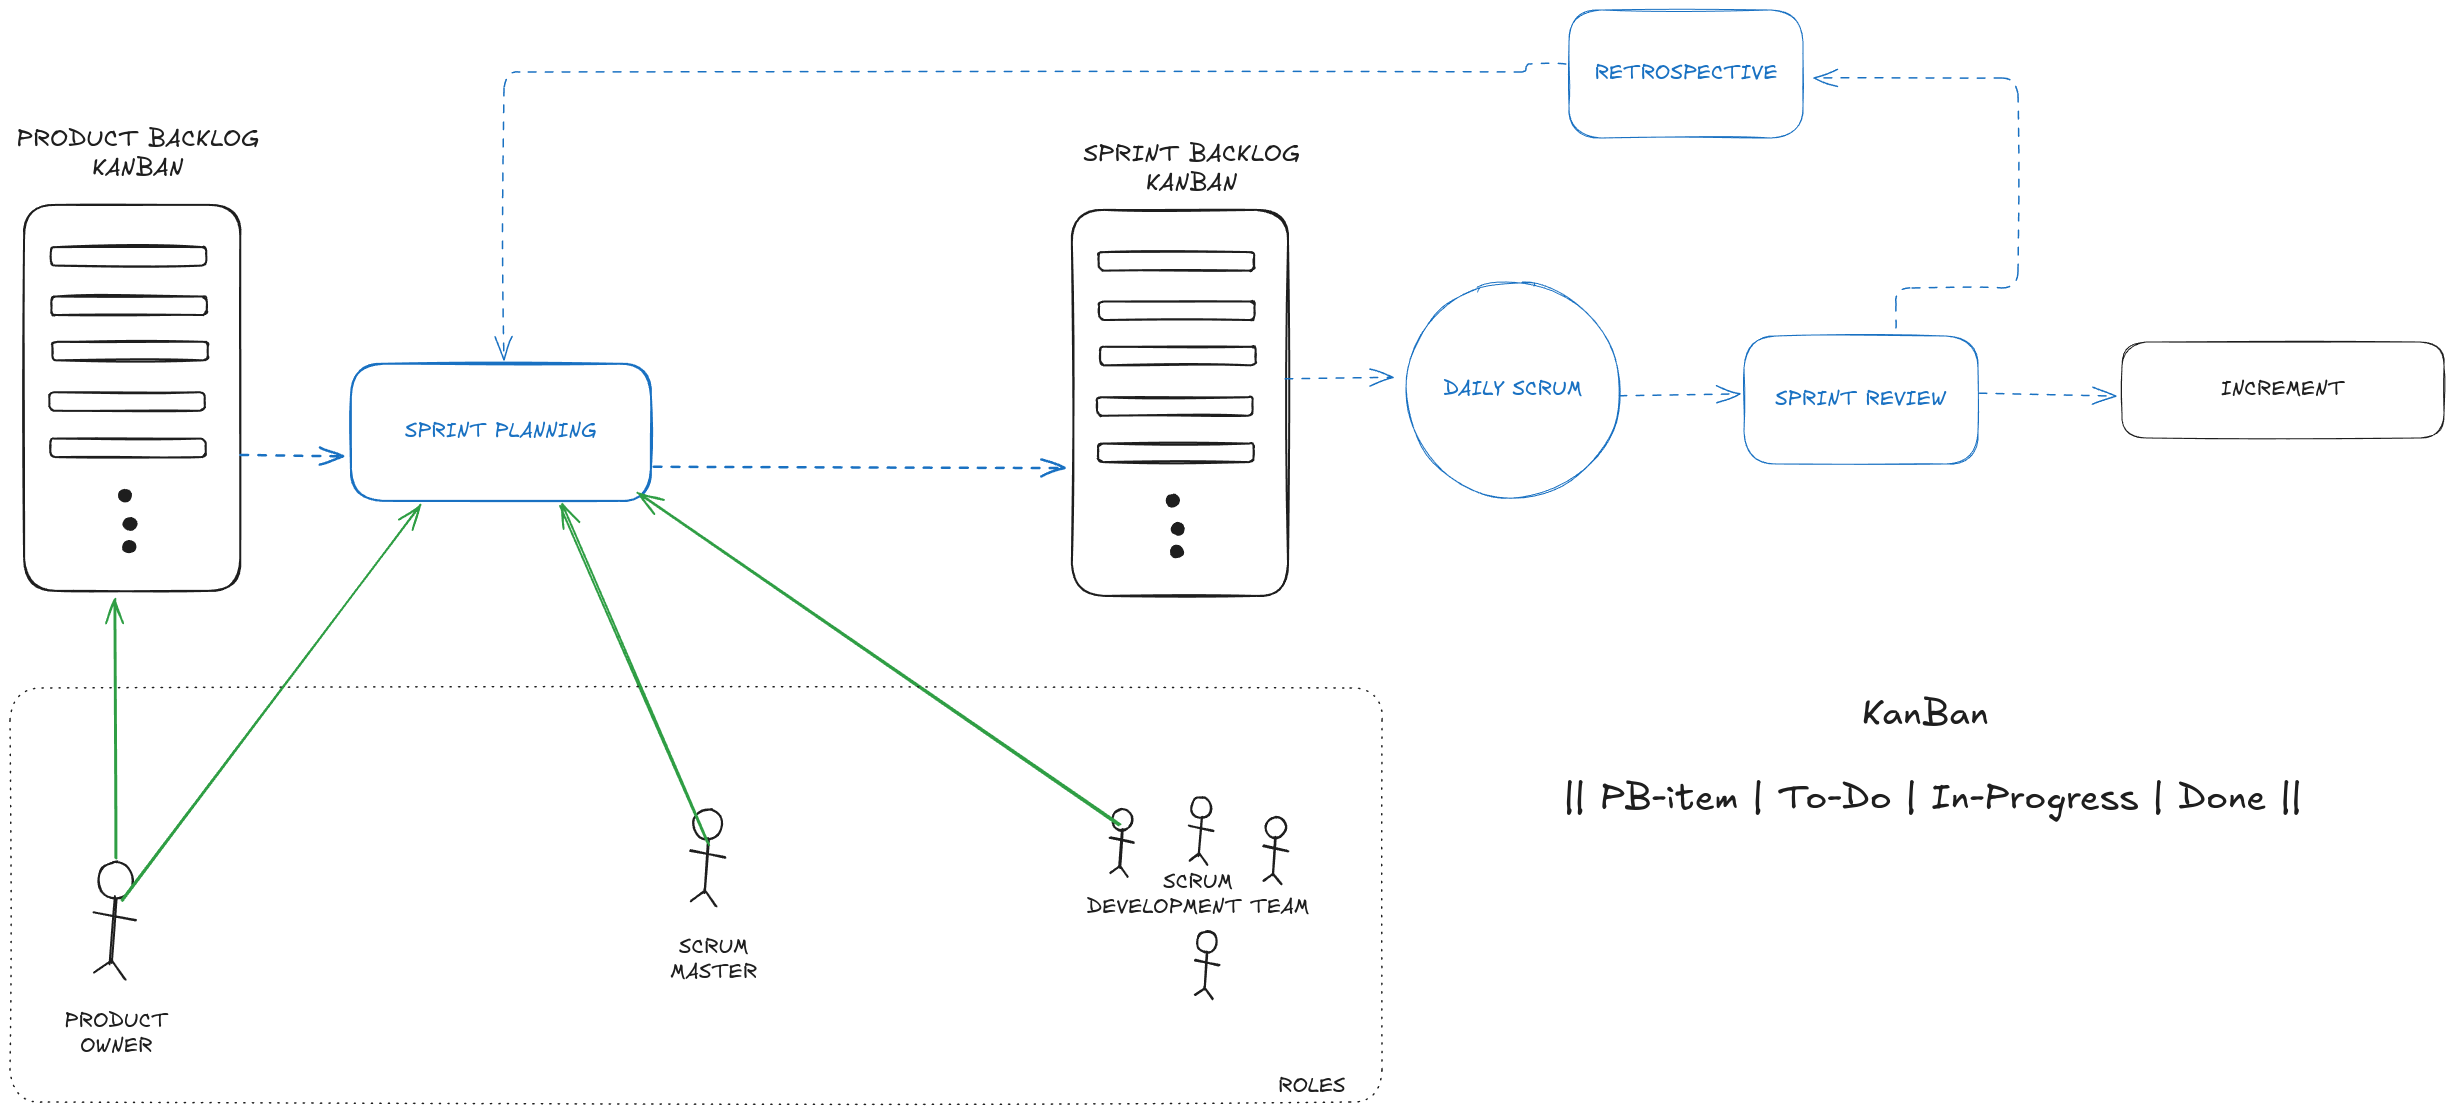 RETROSPECTIVE
PRODUCT BACKLOG
KANBAN
SPRINT BACKLOG
KANBAN
SPRINT PLANNING
DAILY SCRUM
SPRINT REVIEW
INCREMENT
KanBan
|| PB-item | To-Do | In-Progress | Done ||
SCRUM
DEVELOPMENT TEAM
SCRUM
MASTER
PRODUCT
OWNER
ROLES